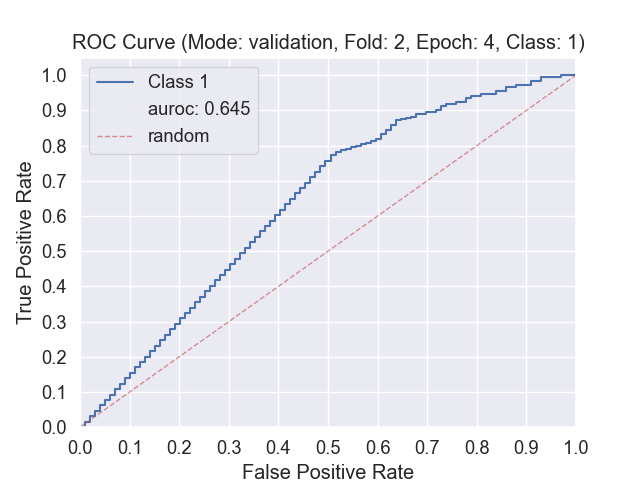 ROC Curve (Mode: validation, Fold: 2, Epoch: 4, Class: 1)
Class 1
auroc: 0.645
random
True Positive Rate
1.0
0.9
0.8
0.7
0.6
0.5
0.4
0.3
0.2
0.1
0.0
0.0 0.1 0.2 0.3 0.4 0.5 0.6 0.7 0.8 0.9 1.0
False Positive Rate